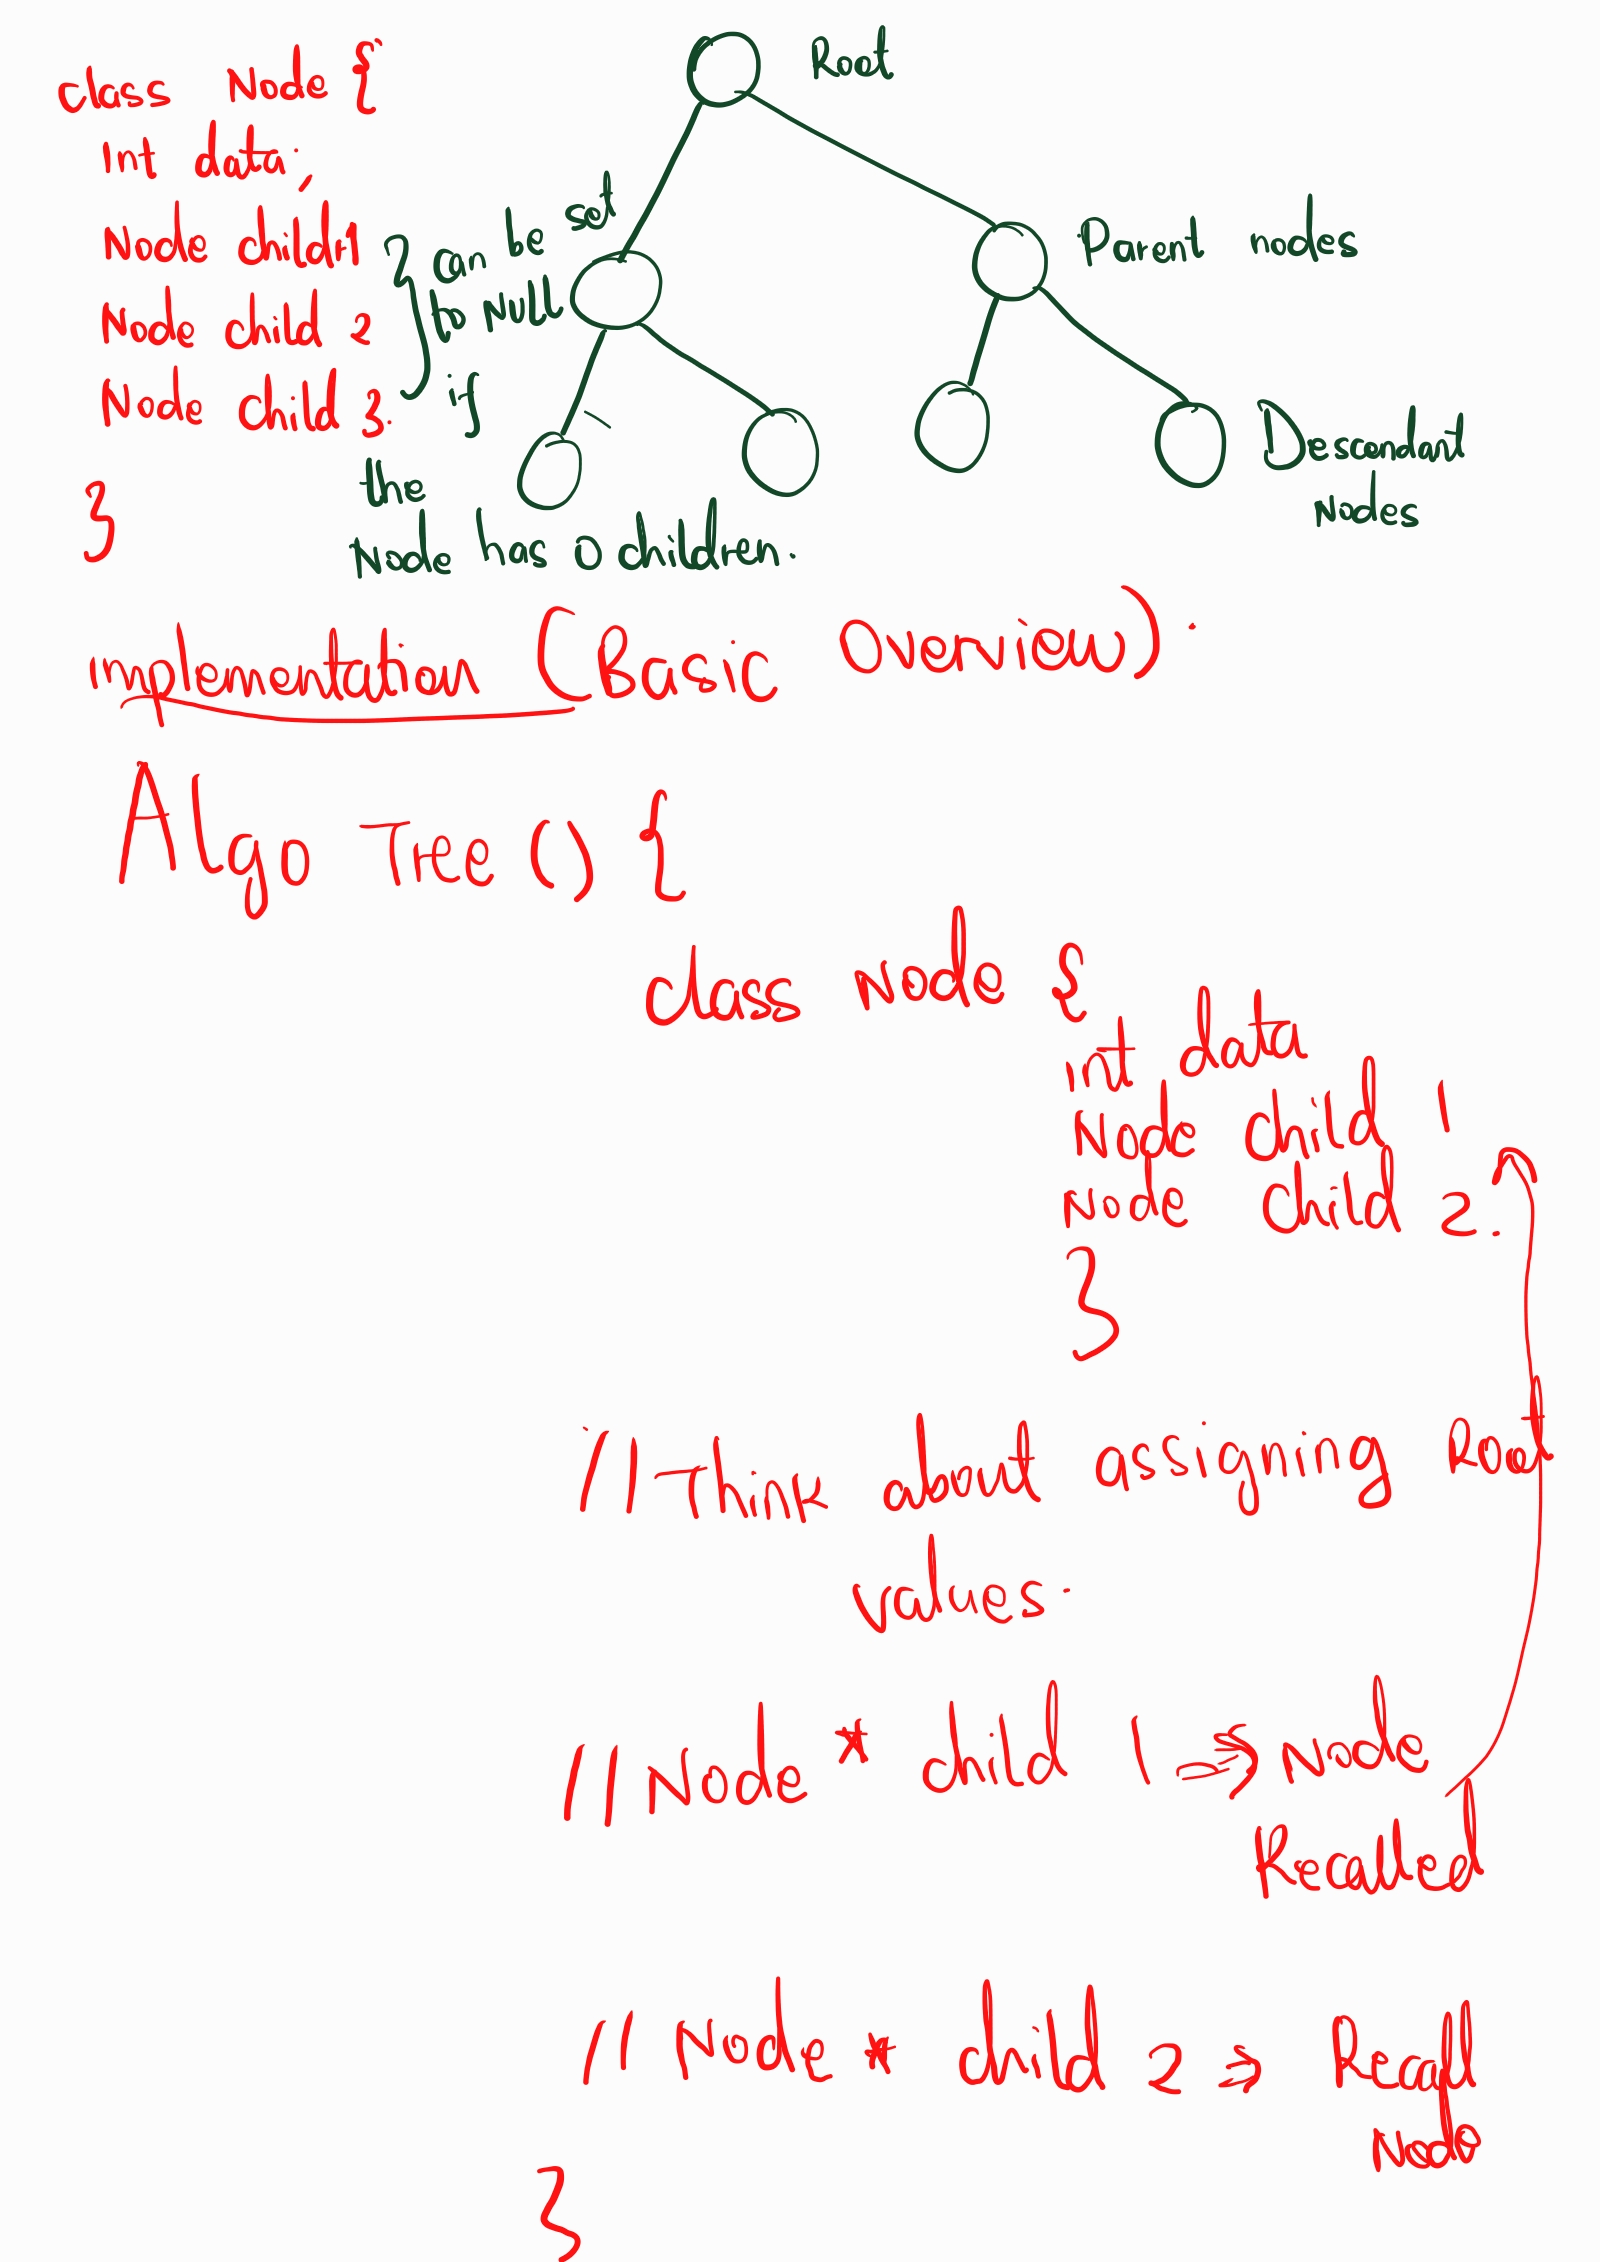 class Node {
Int data;
Node child1
Node child 2
Node child 3.
}
} can be set
to NULL
if
the
Node has 0 children.
Root
Parent nodes
Descendant
Nodes
implementation (Basic Overview).
Algo Tree () {
class Node {
int data
Node child 1
Node child 2.
}
// Think about assigning Root
values.
// Node * child 1 => Node
Recalled
// Node * child 2 => Recall
Node
}